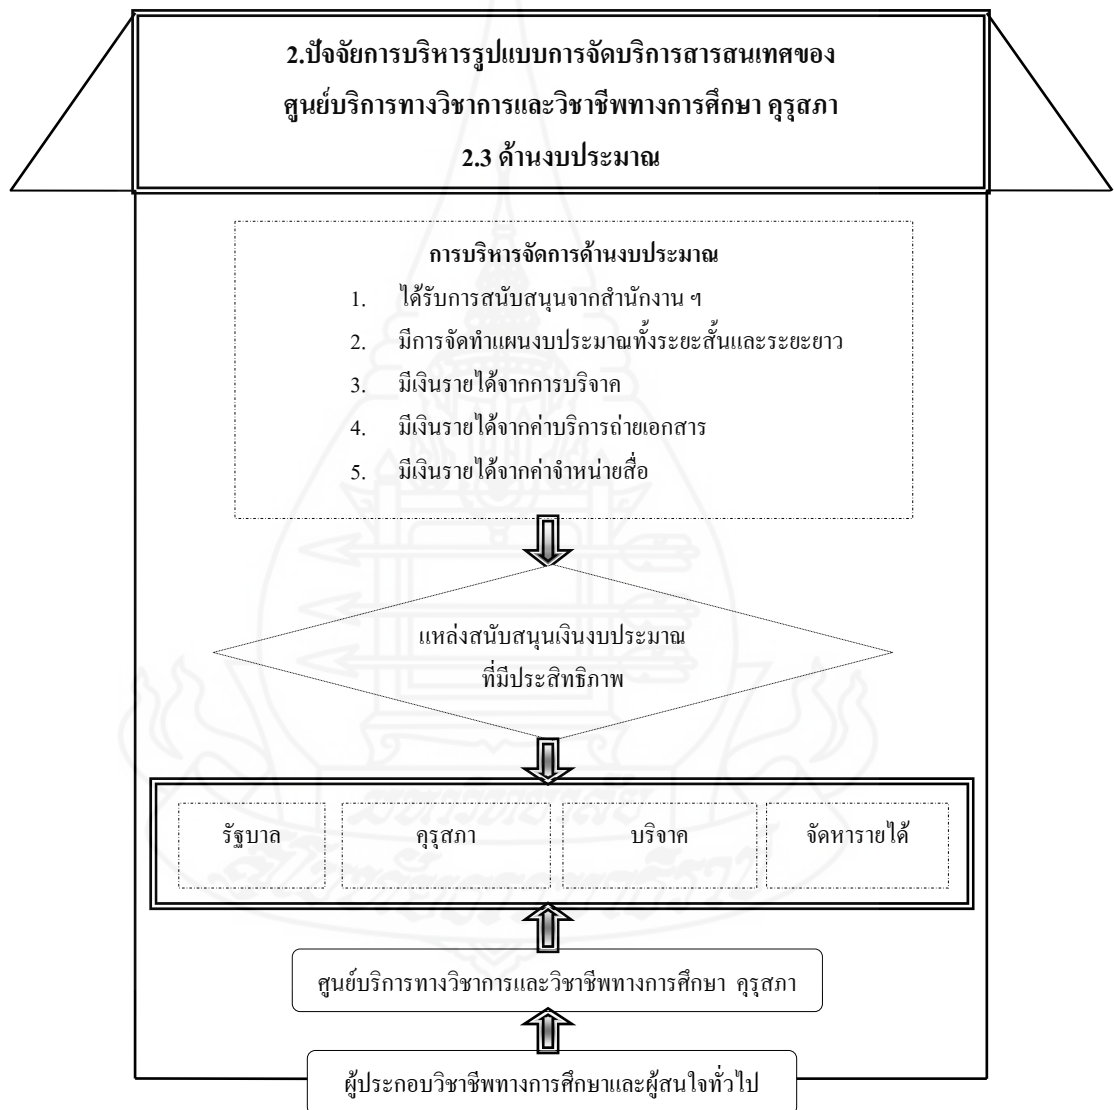 2.ปัจจัยการบริหารรูปแบบการจัดบริการสารสนเทศของ
ศูนย์บริการทางวิชาการและวิชาชีพทางการศึกษา คุรุสภา
2.3 ด้านงบประมาณ
การบริหารจัดการด้านงบประมาณ
1. ได้รับการสนับสนุนจากสำนักงาน ฯ
2. มีการจัดทำแผนงบประมาณทั้งระยะสั้นและระยะยาว
3. มีเงินรายได้จากการบริจาค
4. มีเงินรายได้จากค่าบริการถ่ายเอกสาร
5. มีเงินรายได้จากค่าจำหน่ายสื่อ
แหล่งสนับสนุนเงินงบประมาณ
ที่มีประสิทธิภาพ
รัฐบาล คุรุสภา บริจาค จัดหารายได้
ศูนย์บริการทางวิชาการและวิชาชีพทางการศึกษา คุรุสภา
ผู้ประกอบวิชาชีพทางการศึกษาและผู้สนใจทั่วไป